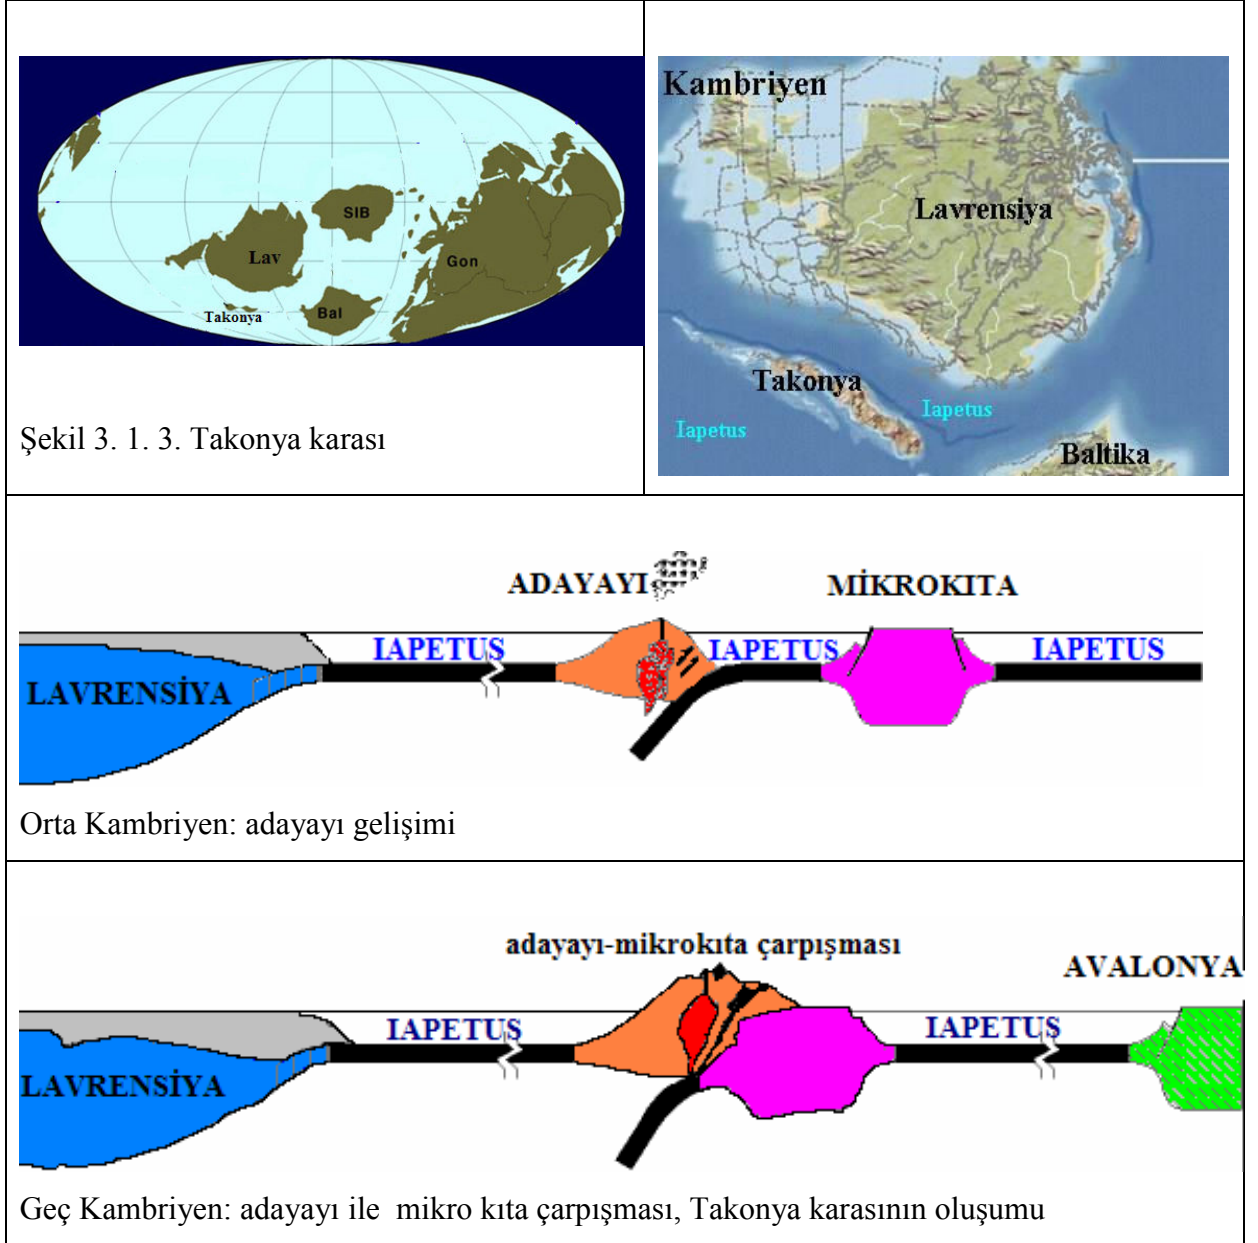 SIB
Lav
Gon
Takonya
Bal
Şekil 3. 1. 3. Takonya karası
Kambriyen
Lavrensiya
Takonya
Iapetus
Iapetus
Baltika
ADAYAYI
MİKROKITA
IAPETUS
IAPETUS
IAPETUS
LAVRENSİYA
Orta Kambriyen: adayayı gelişimi
adayayı-mikrokıta çarpışması
AVALONYA
IAPETUS
IAPETUS
LAVRENSİYA
Geç Kambriyen: adayayı ile mikro kıta çarpışması, Takonya karasının oluşumu